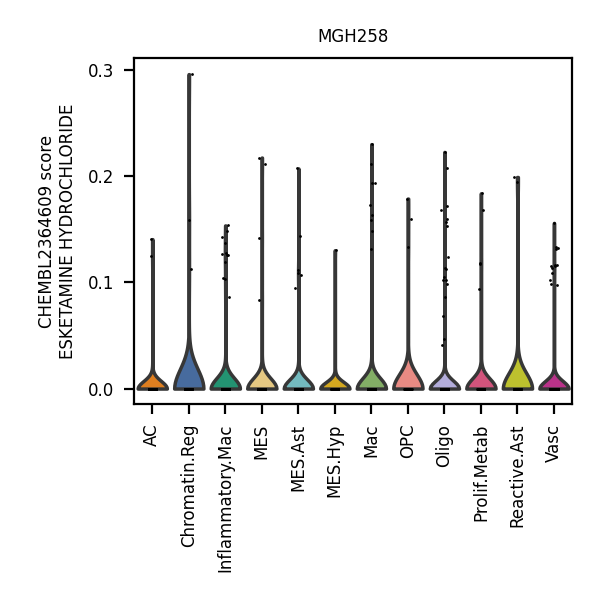 MGH258
CHEMBL2364609 score
ESKETAMINE HYDROCHLORIDE
0.3
0.2
0.1
0.0
AC
Chromatin.Reg
Inflammatory.Mac
MES
MES.Ast
MES.Hyp
Mac
OPC
Oligo
Prolif.Metab
Reactive.Ast
Vasc